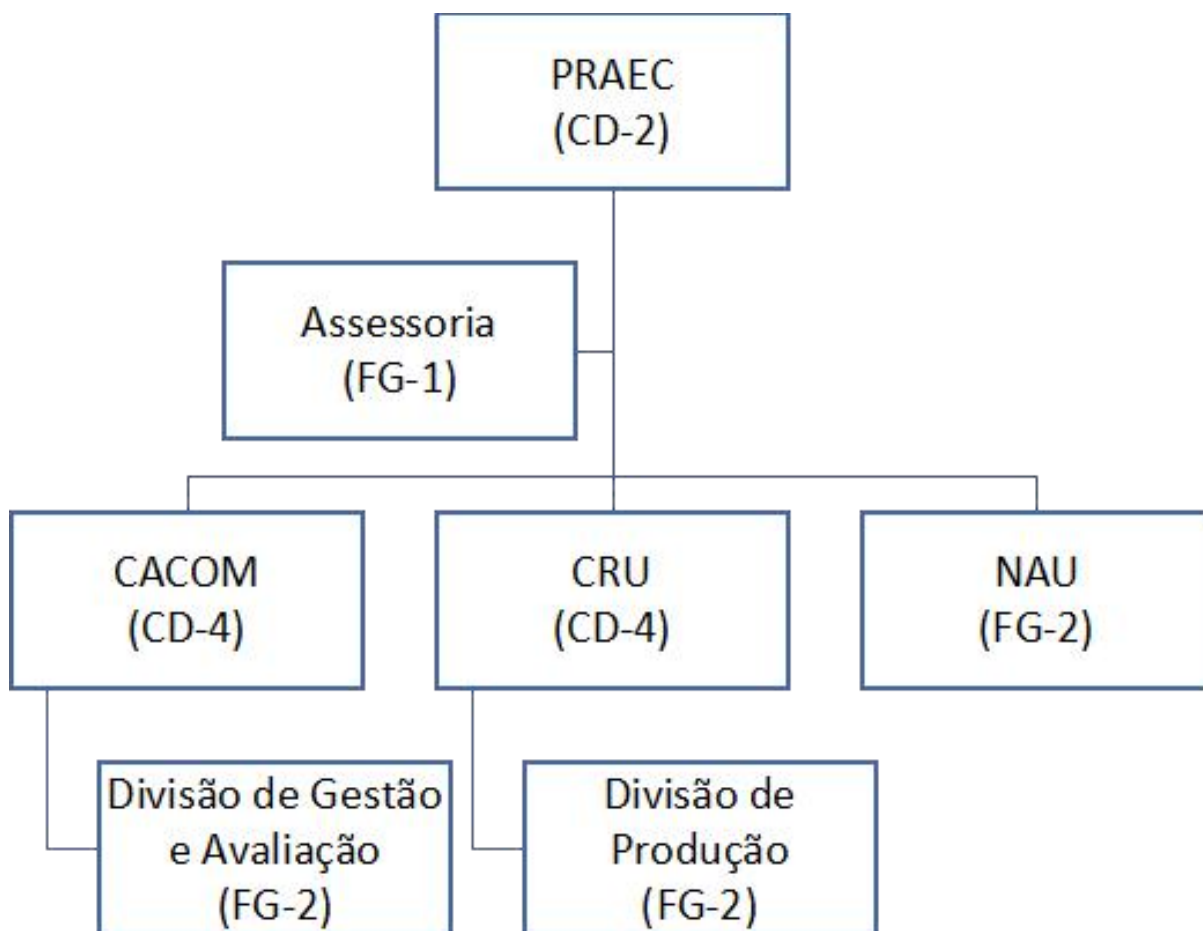 PRAEC
(CD-2)
Assessoria
(FG-1)
CACOM
(CD-4)
CRU
(CD-4)
NAU
(FG-2)
Divisão de Gestão
e Avaliação
(FG-2)
Divisão de
Produção
(FG-2)